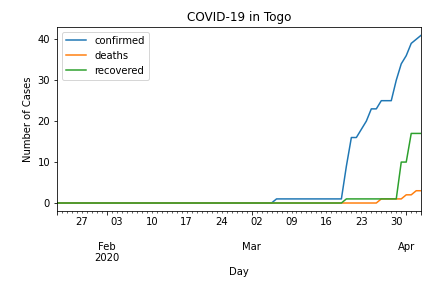 COVID-19 in Togo
confirmed
deaths
recovered
Number of Cases
40
30
20
10
0
27 03 10 17 24 02 09 16 23 30
Feb Mar Apr
2020
Day